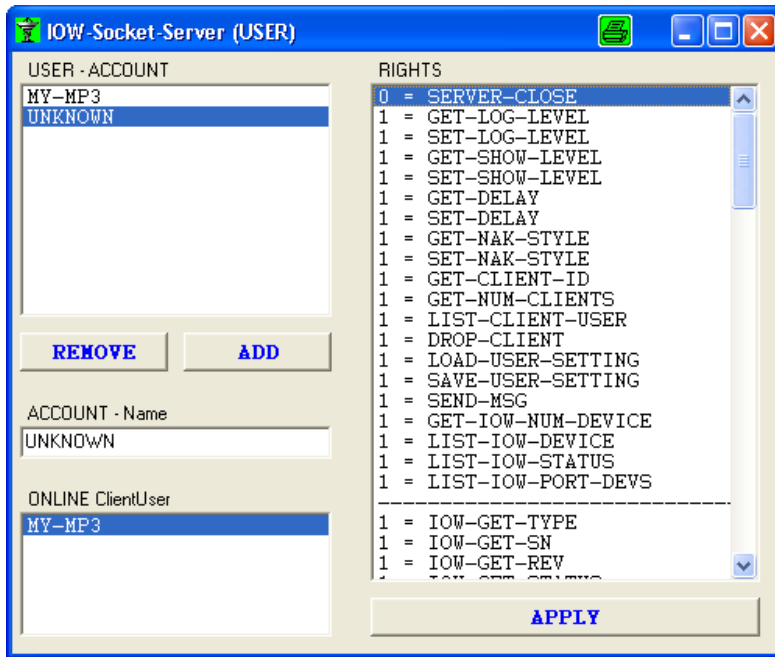 IOW-Socket-Server (USER)
USER - ACCOUNT
MY-MP3
UNKNOWN
REMOVE
ADD
ACCOUNT - Name
UNKNOWN
ONLINE ClientUser
MY-MP3
RIGHTS
0 = SERVER-CLOSE
1 = GET-LOG-LEVEL
1 = SET-LOG-LEVEL
1 = GET-SHOW-LEVEL
1 = SET-SHOW-LEVEL
1 = GET-DELAY
1 = SET-DELAY
1 = GET-NAK-STYLE
1 = SET-NAK-STYLE
1 = GET-CLIENT-ID
1 = GET-NUM-CLIENTS
1 = LIST-CLIENT-USER
1 = DROP-CLIENT
1 = LOAD-USER-SETTING
1 = SAVE-USER-SETTING
1 = SEND-MSG
1 = GET-IOW-NUM-DEVICE
1 = LIST-IOW-DEVICE
1 = LIST-IOW-STATUS
1 = LIST-IOW-PORT-DEVS
------------------------------
1 = IOW-GET-TYPE
1 = IOW-GET-SN
1 = IOW-GET-REV
APPLY